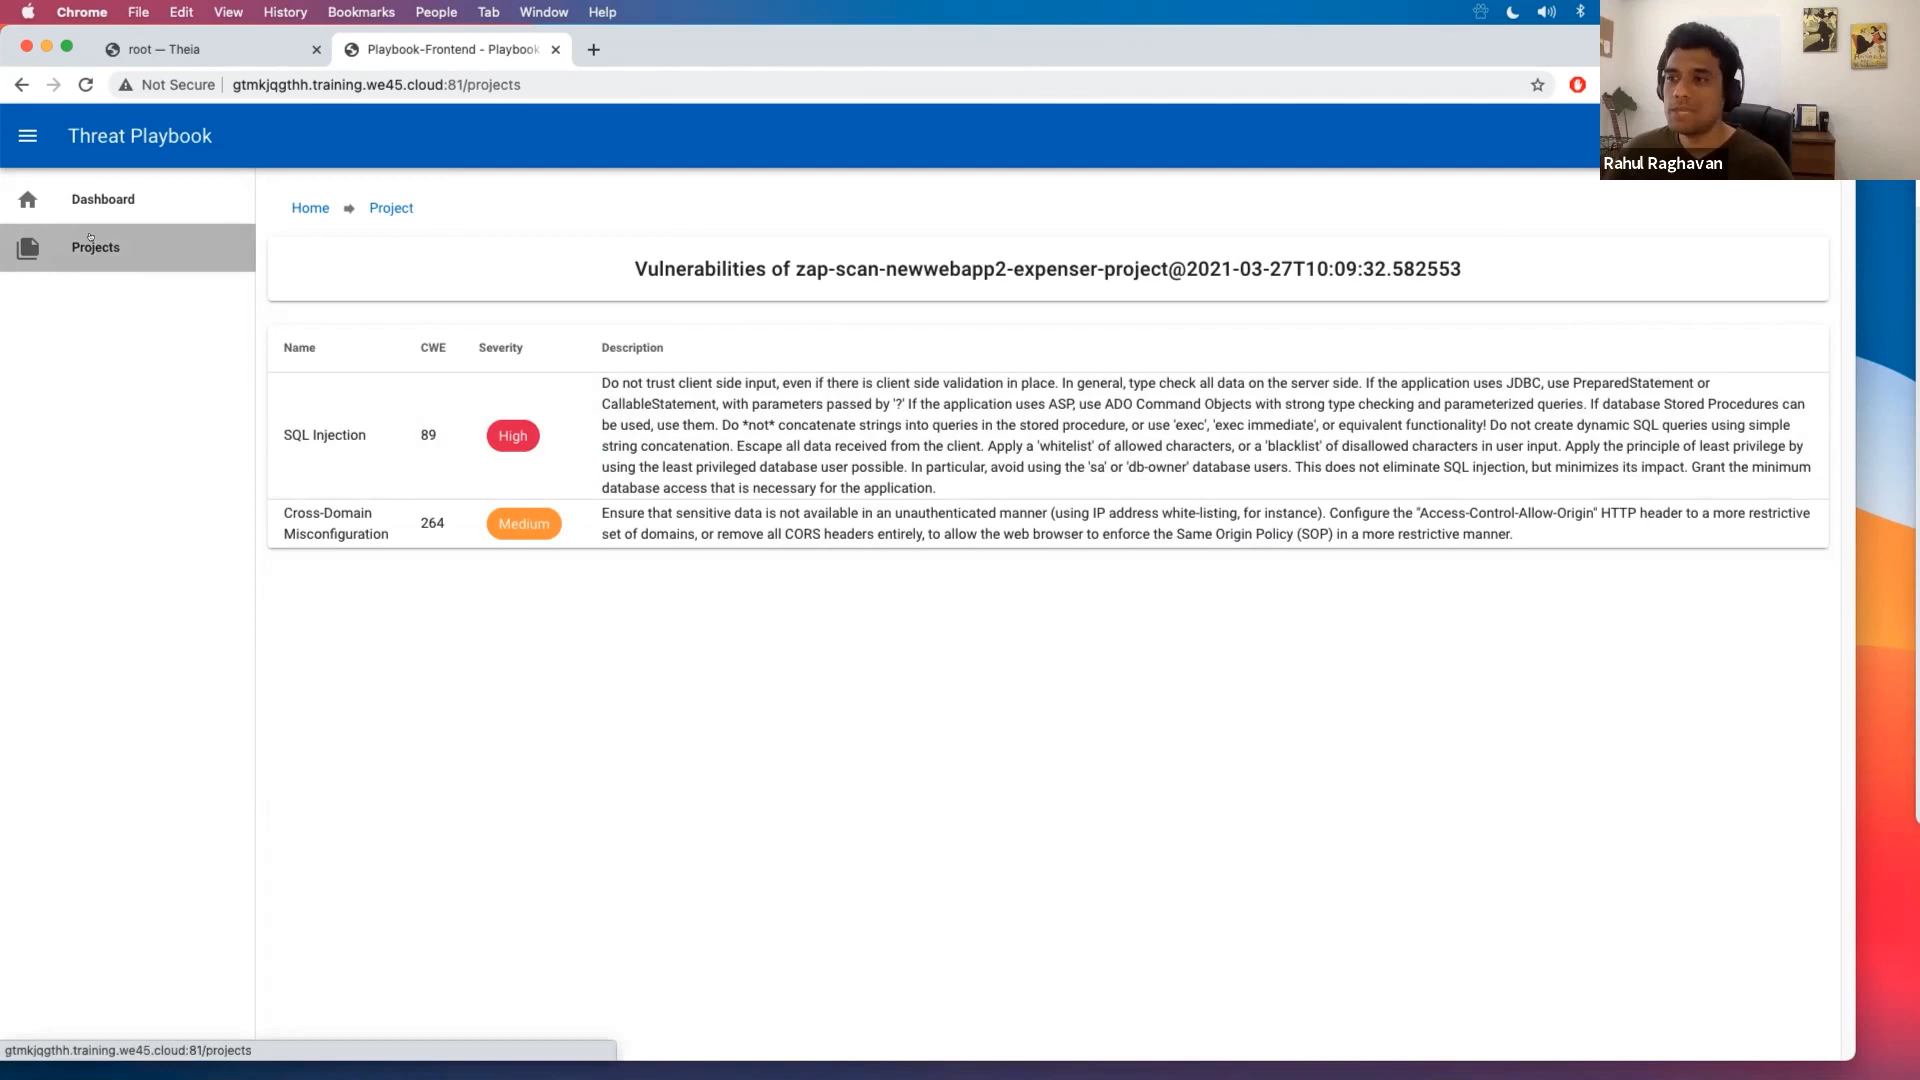 Chrome File Edit View History Bookmarks People Tab Window Help
root — Theia
Playbook-Frontend - Playbook
Not Secure
gtmkjqgthh.training.we45.cloud:81/projects
Threat Playbook
Rahul Raghavan
Dashboard
Projects
Home
Project
Vulnerabilities of zap-scan-newwebapp2-expenser-project@2021-03-27T10:09:32.582553
Name CWE Severity Description
SQL Injection
89
High
Do not trust client side input, even if there is client side validation in place. In general, type check all data on the server side. If the application uses JDBC, use PreparedStatement or
CallableStatement, with parameters passed by '?' If the application uses ASP, use ADO Command Objects with strong type checking and parameterized queries. If database Stored Procedures can
be used, use them. Do *not* concatenate strings into queries in the stored procedure, or use 'exec', 'exec immediate', or equivalent functionality! Do not create dynamic SQL queries using simple
string concatenation. Escape all data received from the client. Apply a 'whitelist' of allowed characters, or a 'blacklist' of disallowed characters in user input. Apply the principle of least privilege by
using the least privileged database user possible. In particular, avoid using the 'sa' or 'db-owner' database users. This does not eliminate SQL injection, but minimizes its impact. Grant the minimum
database access that is necessary for the application.
Cross-Domain
Misconfiguration
264
Medium
Ensure that sensitive data is not available in an unauthenticated manner (using IP address white-listing, for instance). Configure the "Access-Control-Allow-Origin" HTTP header to a more restrictive
set of domains, or remove all CORS headers entirely, to allow the web browser to enforce the Same Origin Policy (SOP) in a more restrictive manner.
gtmkjqgthh.training.we45.cloud:81/projects